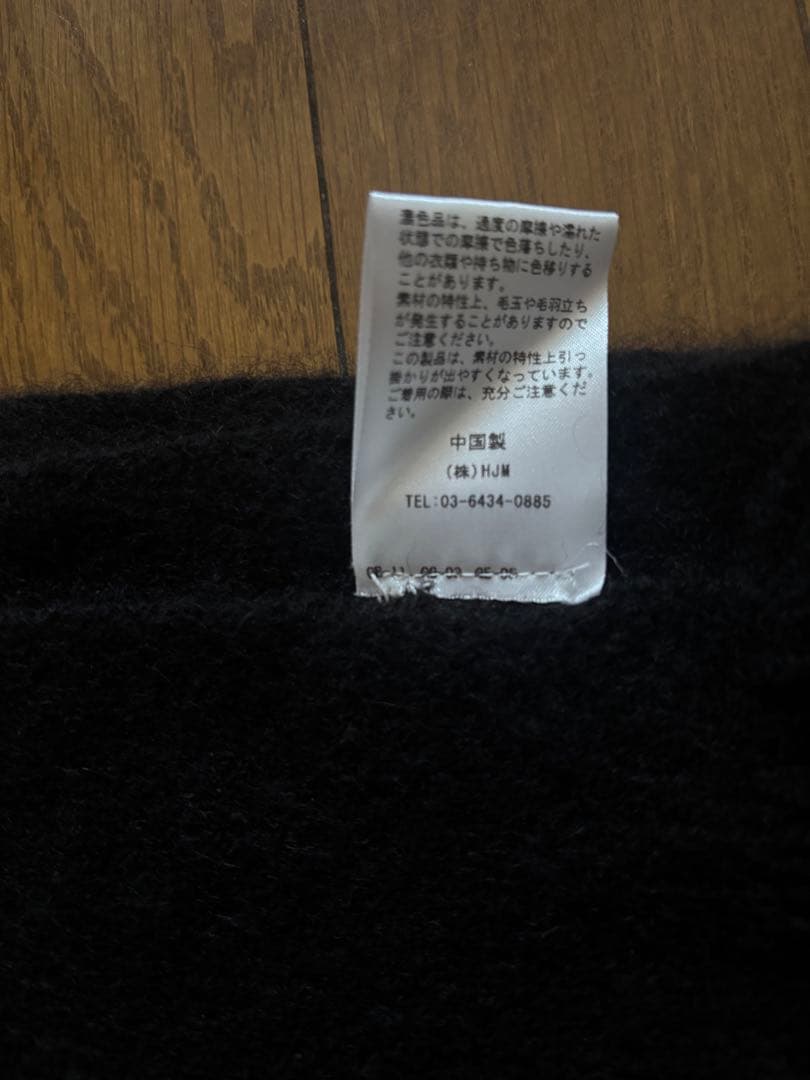 濃色品は、過度の摩擦や濡れた
状態での摩擦で色落ちしたり、
他の衣類や持ち物に色移りする
ことがあります。
素材の特性上、毛玉や毛羽立ち
が発生することがありますので
ご注意ください。
この製品は、素材の特性上引っ
掛かりが出やすくなっています。
ご着用の際は、充分ご注意くだ
さい。
中国製
(株)HJM
TEL:03-6434-0885